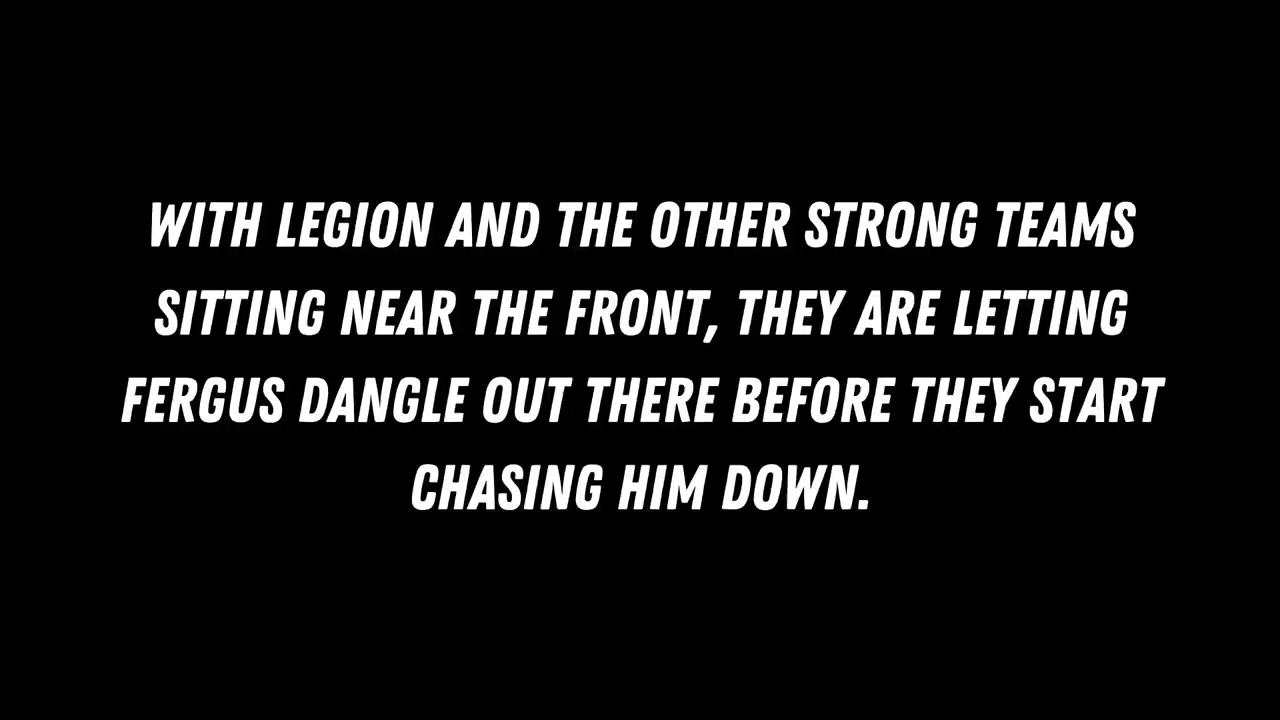 WITH LEGION AND THE OTHER STRONG TEAMS
SITTING NEAR THE FRONT, THEY ARE LETTING
FERGUS DANGLE OUT THERE BEFORE THEY START
CHASING HIM DOWN.